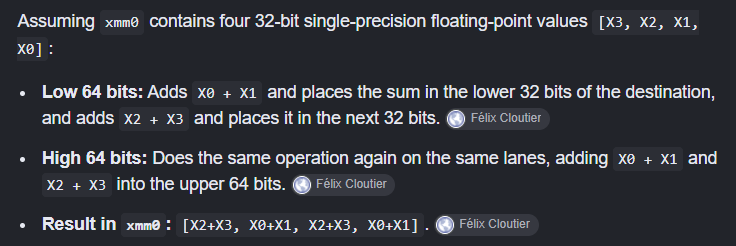 Assuming xmm0 contains four 32-bit single-precision floating-point values [X3, X2, X1,
X0] :
• Low 64 bits: Adds X0 + X1 and places the sum in the lower 32 bits of the destination,
and adds X2 + X3 and places it in the next 32 bits. Félix Cloutier
• High 64 bits: Does the same operation again on the same lanes, adding X0 + X1 and
X2 + X3 into the upper 64 bits. Félix Cloutier
• Result in xmm0 : [X2+X3, X0+X1, X2+X3, X0+X1] . Félix Cloutier